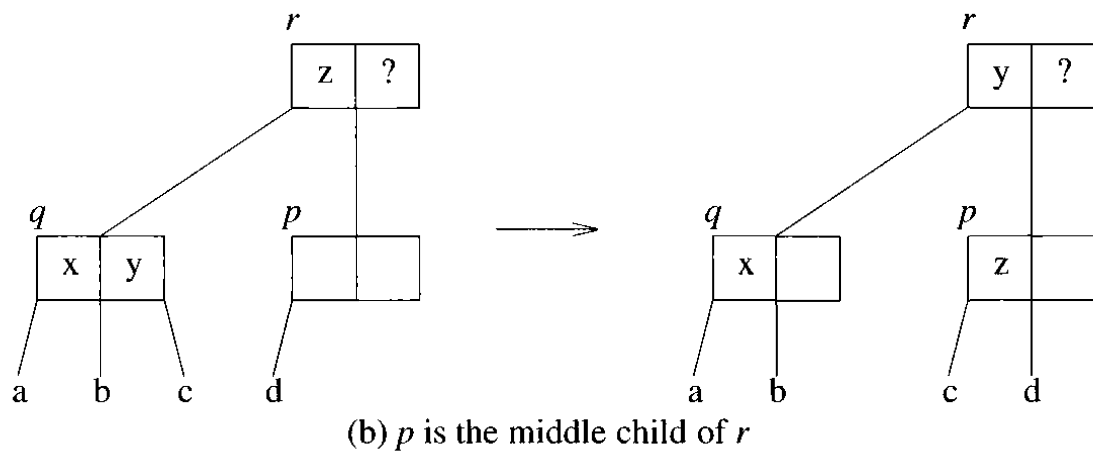 r r
z ? y ?
q p q p
x y x z
a b c d a b c d
(b) p is the middle child of r